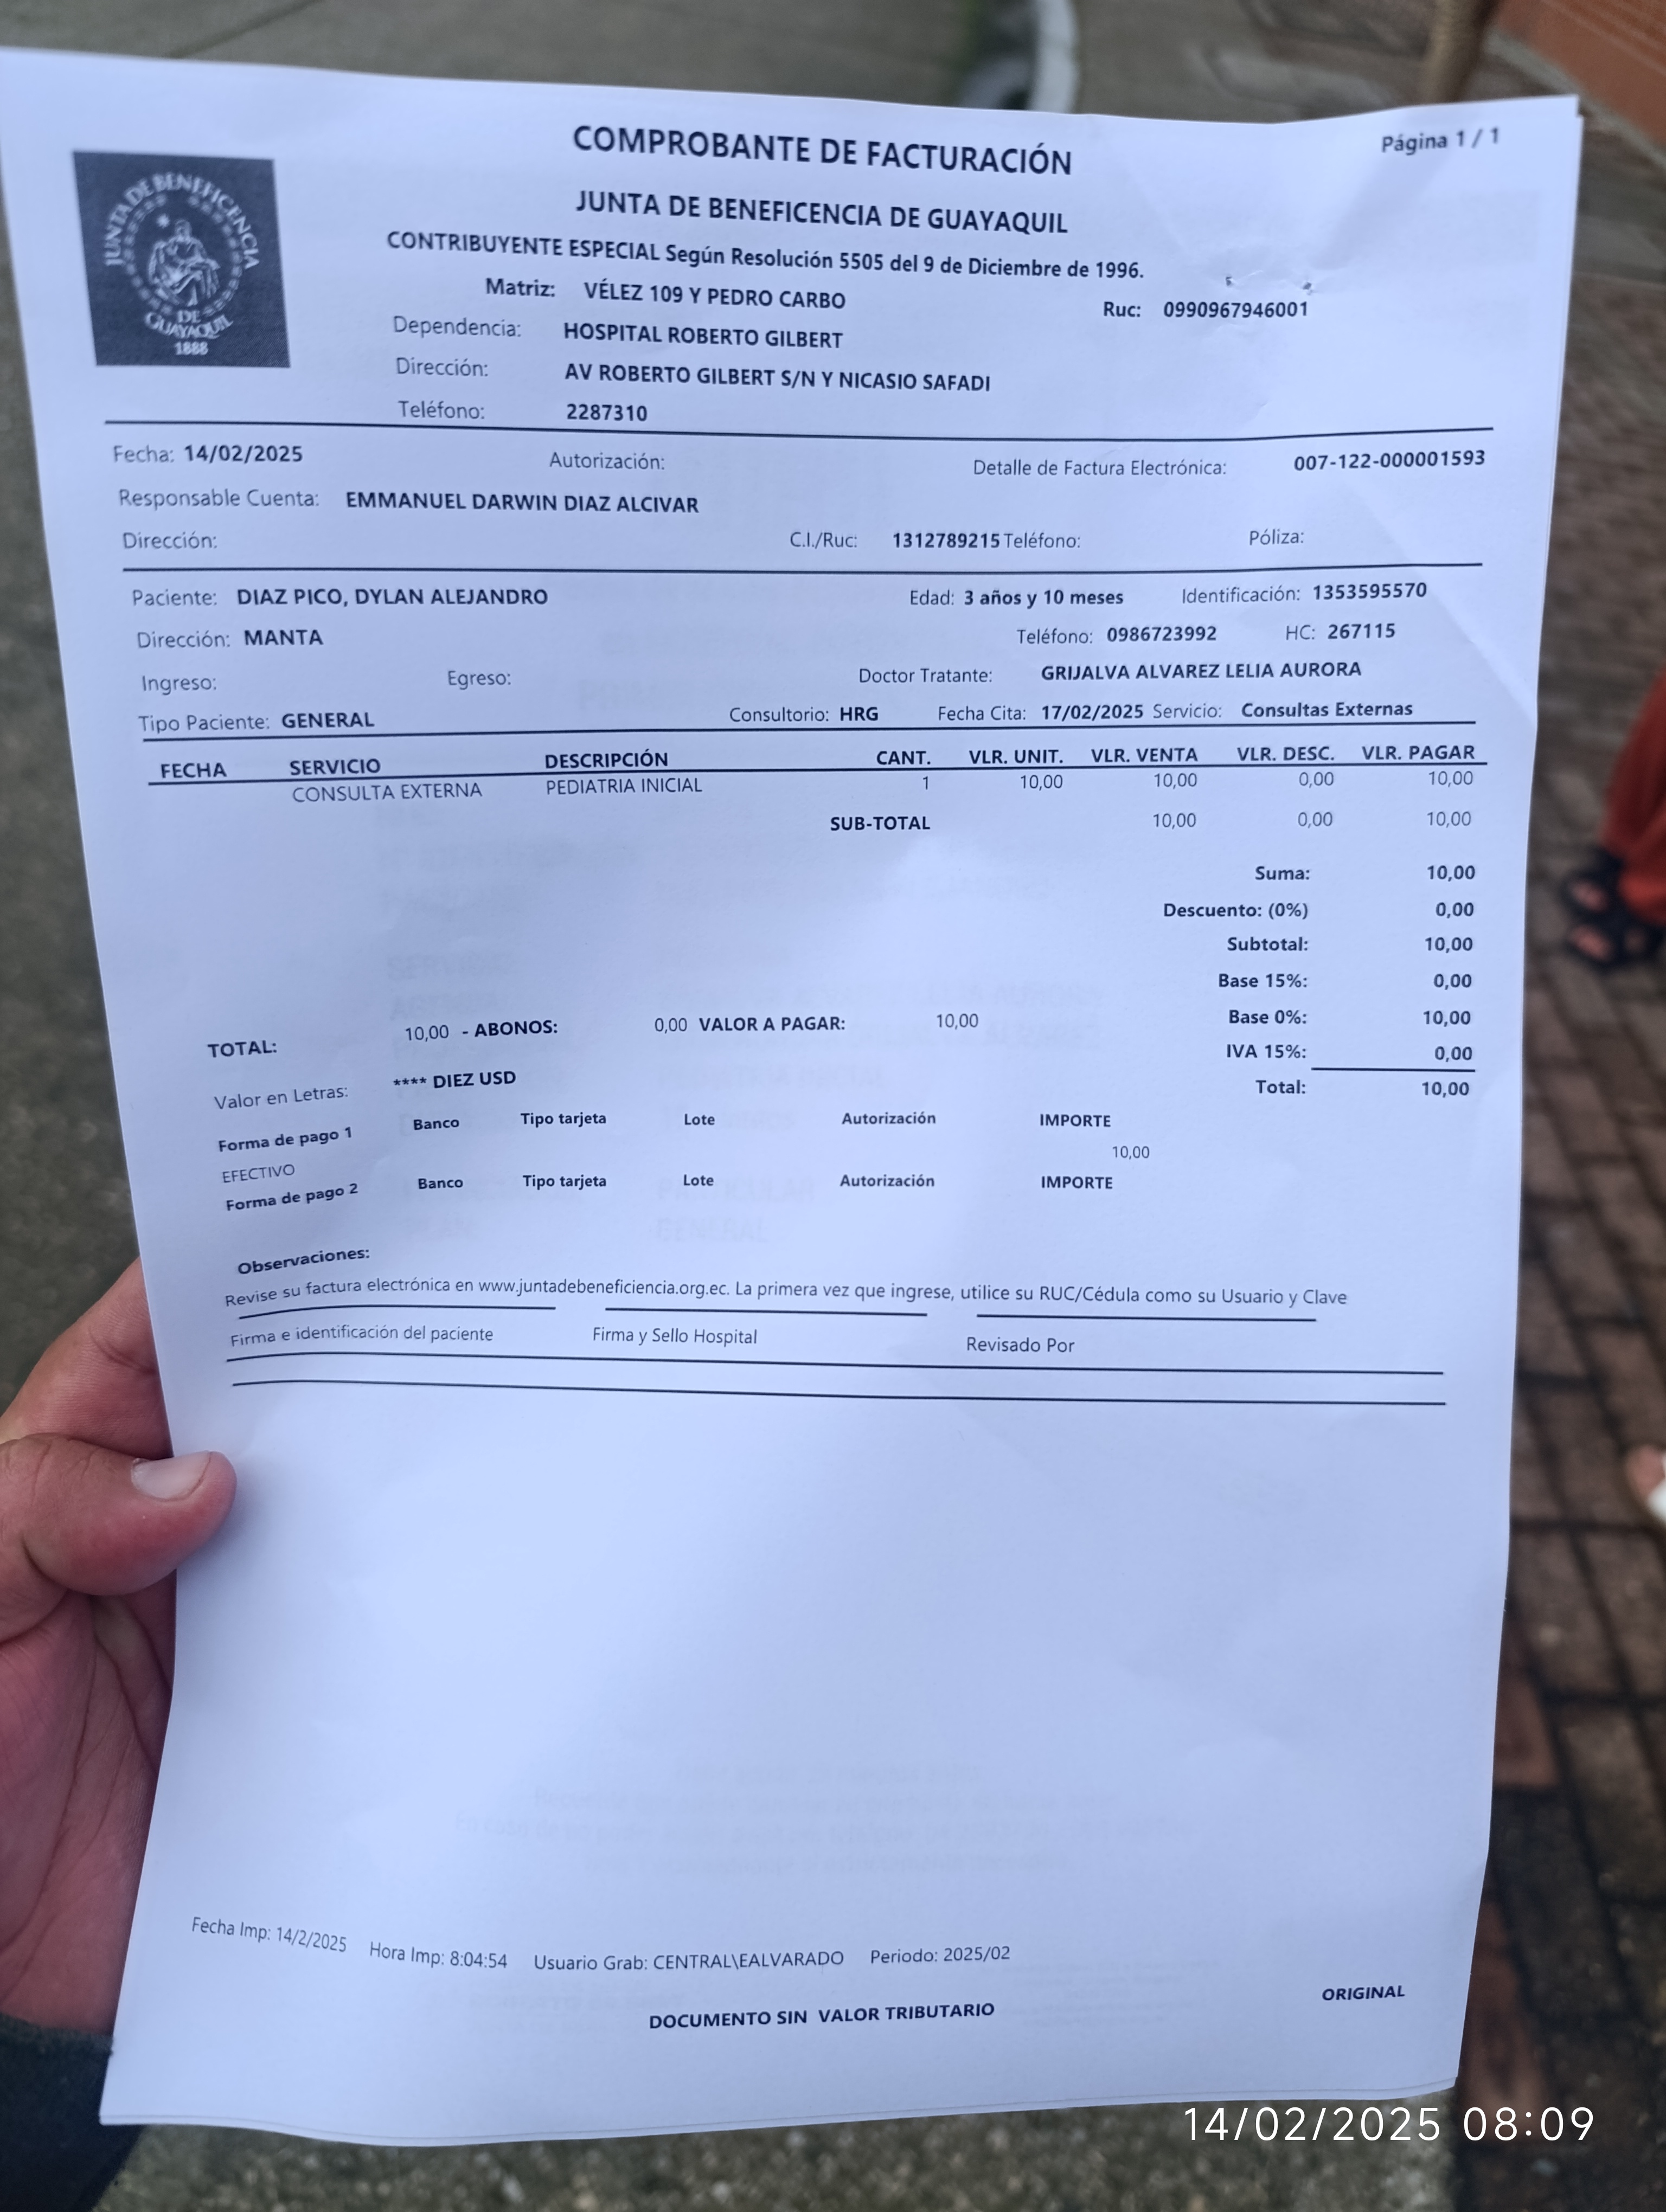 COMPROBANTE DE FACTURACIÓN
Página 1 / 1
JUNTA DE BENEFICENCIA DE GUAYAQUIL
1888
JUNTA DE BENEFICENCIA DE GUAYAQUIL
CONTRIBUYENTE ESPECIAL Según Resolución 5505 del 9 de Diciembre de 1996.
Matriz: VÉLEZ 109 Y PEDRO CARBO Ruc: 0990967946001
Dependencia: HOSPITAL ROBERTO GILBERT
Dirección: AV ROBERTO GILBERT S/N Y NICASIO SAFADI
Teléfono: 2287310
Fecha: 14/02/2025 Autorización: Detalle de Factura Electrónica: 007-122-000001593
Responsable Cuenta: EMMANUEL DARWIN DIAZ ALCIVAR
Dirección: C.I./Ruc: 1312789215 Teléfono: Póliza:
Paciente: DIAZ PICO, DYLAN ALEJANDRO Edad: 3 años y 10 meses Identificación: 1353595570
Dirección: MANTA Teléfono: 0986723992 HC: 267115
Ingreso: Egreso: Doctor Tratante: GRIJALVA ALVAREZ LELIA AURORA
Tipo Paciente: GENERAL Consultorio: HRG Fecha Cita: 17/02/2025 Servicio: Consultas Externas
FECHA SERVICIO DESCRIPCIÓN CANT. VLR. UNIT. VLR. VENTA VLR. DESC. VLR. PAGAR
CONSULTA EXTERNA PEDIATRIA INICIAL 1 10,00 10,00 0,00 10,00
SUB-TOTAL 10,00 0,00 10,00
Suma: 10,00
Descuento: (0%) 0,00
Subtotal: 10,00
Base 15%: 0,00
Base 0%: 10,00
IVA 15%: 0,00
Total: 10,00
TOTAL: 10,00 - ABONOS: 0,00 VALOR A PAGAR: 10,00
Valor en Letras: **** DIEZ USD
Forma de pago 1 Banco Tipo tarjeta Lote Autorización IMPORTE
EFECTIVO 10,00
Forma de pago 2 Banco Tipo tarjeta Lote Autorización IMPORTE
Observaciones:
Revise su factura electrónica en www.juntadebeneficiencia.org.ec. La primera vez que ingrese, utilice su RUC/Cédula como su Usuario y Clave
Firma e identificación del paciente Firma y Sello Hospital Revisado Por
Fecha Imp: 14/2/2025 Hora Imp: 8:04:54 Usuario Grab: CENTRAL\EALVARADO Periodo: 2025/02
DOCUMENTO SIN VALOR TRIBUTARIO
ORIGINAL
14/02/2025 08:09